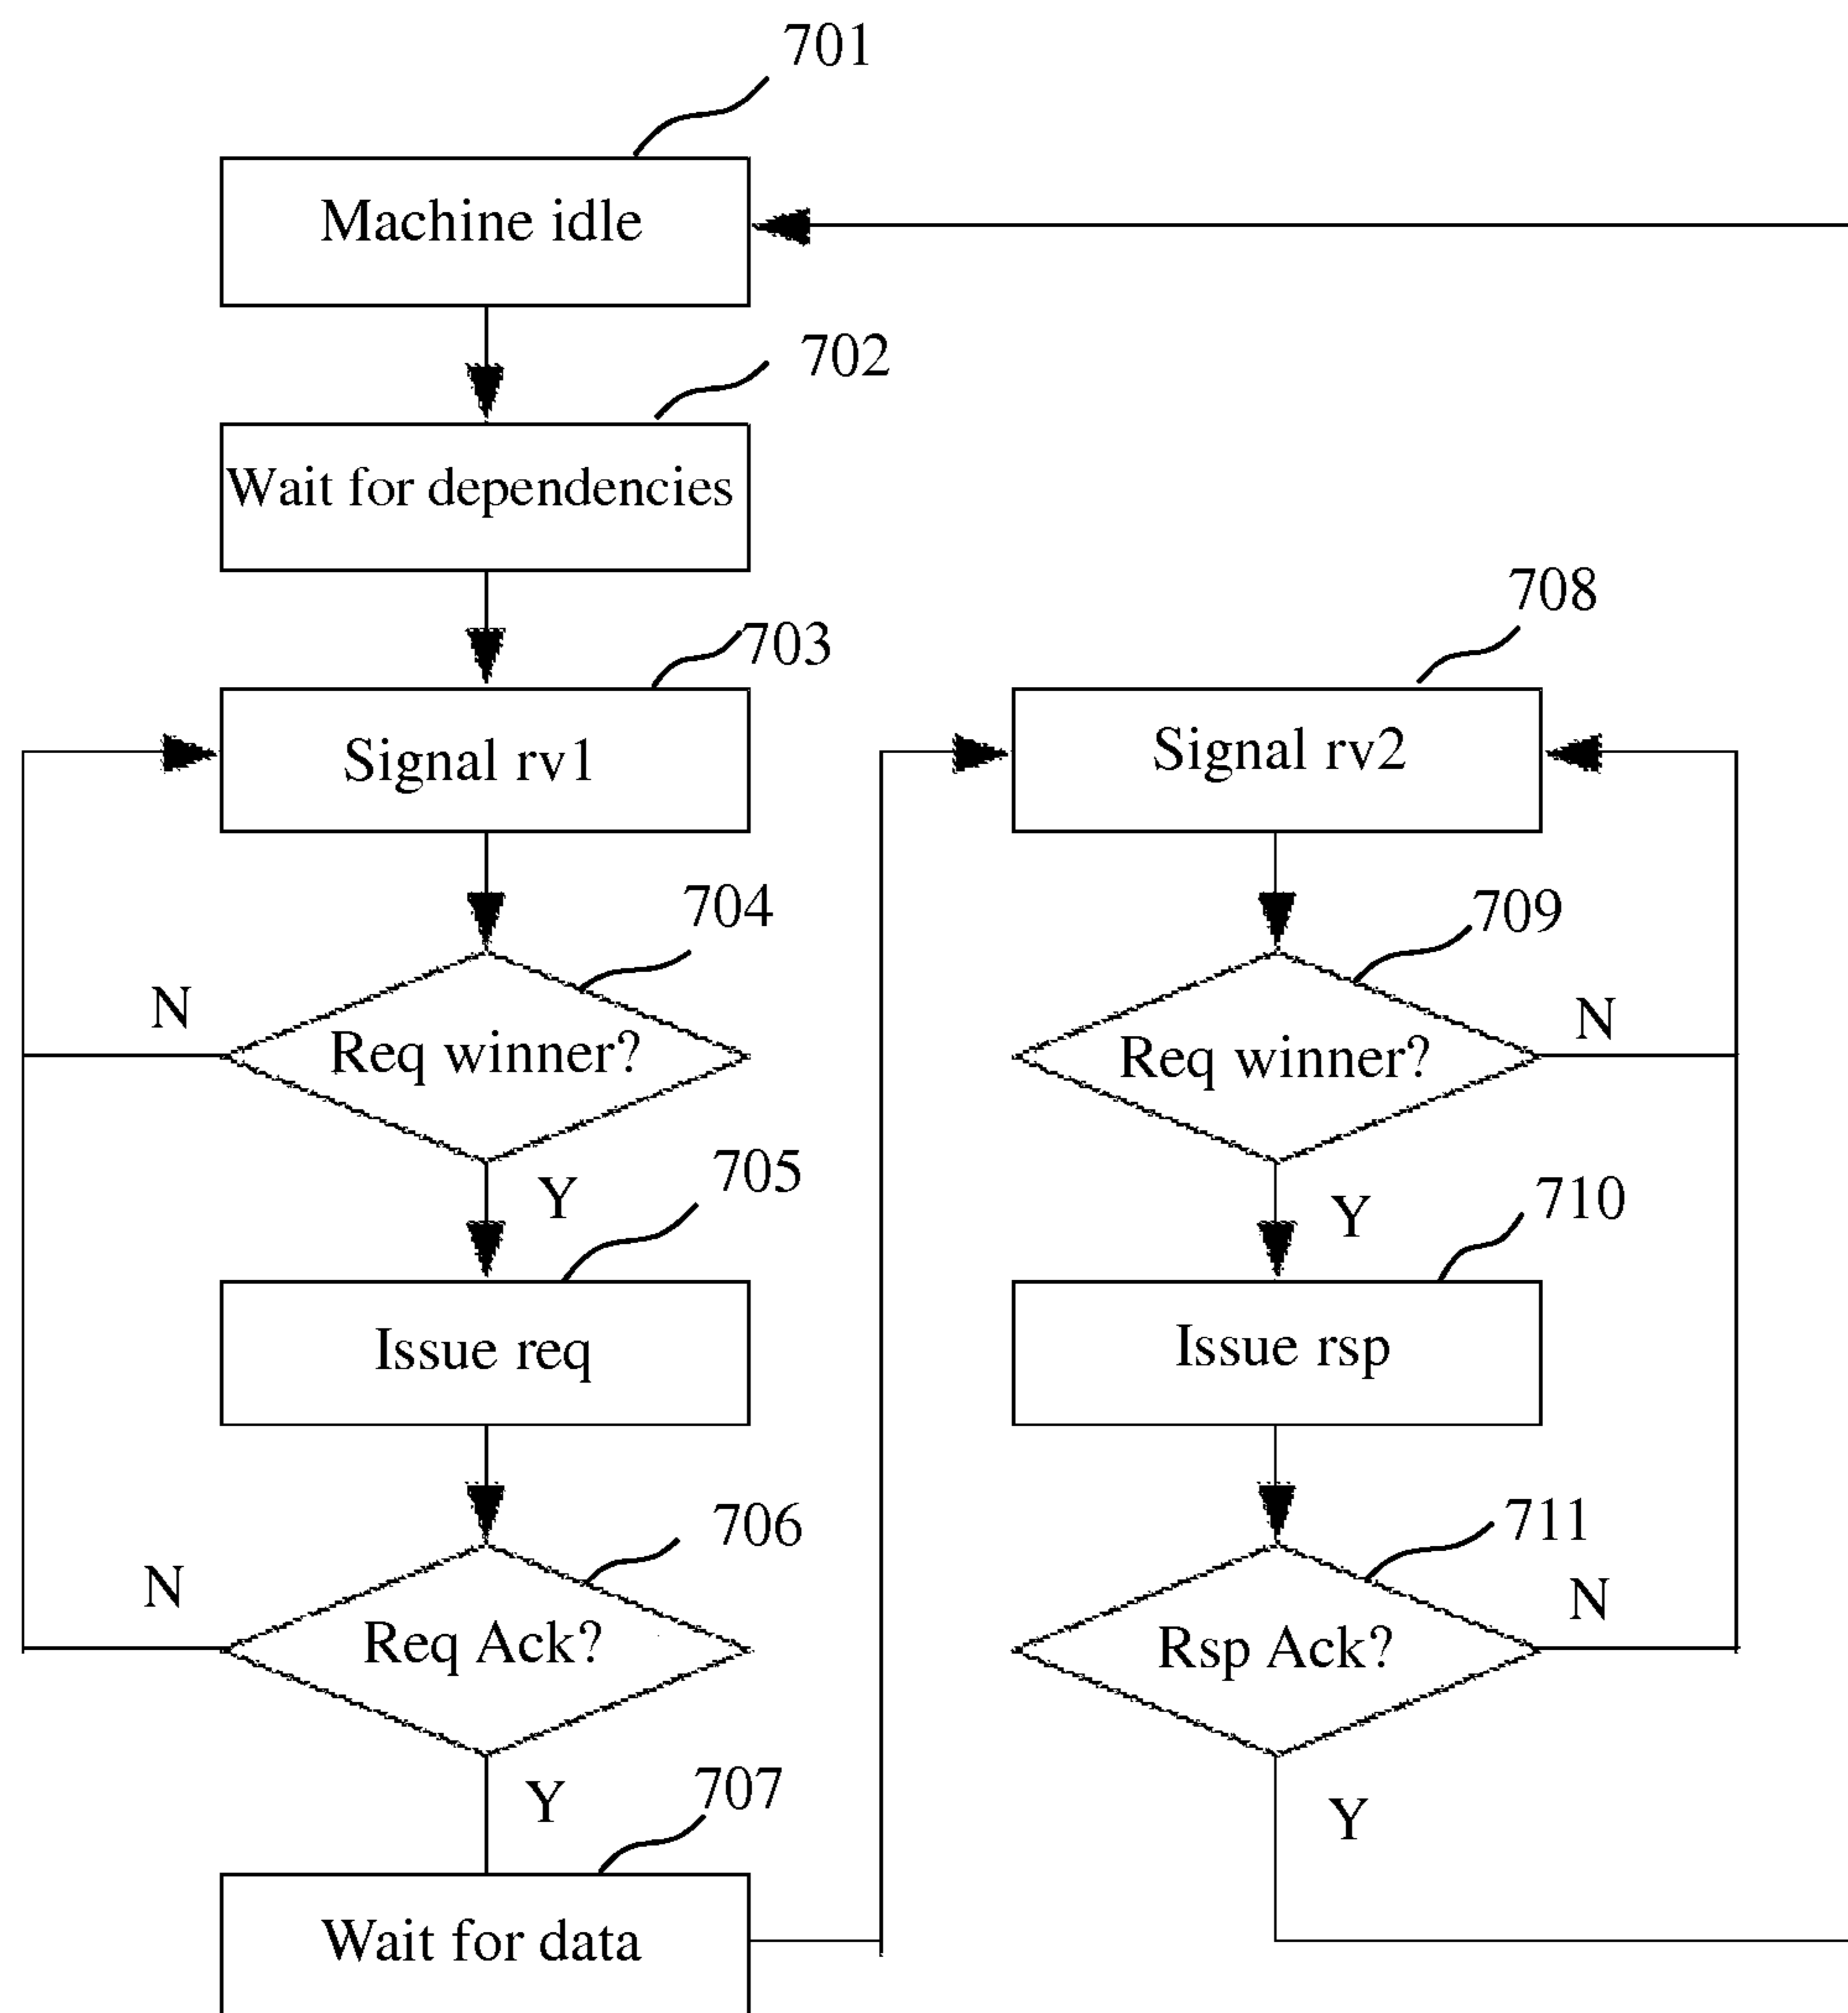 701
Machine idle
702
Wait for dependencies
703
Signal rv1
704
Req winner?
N
Y
705
Issue req
706
Req Ack?
N
Y
707
Wait for data
708
Signal rv2
709
Req winner?
N
Y
710
Issue rsp
711
Rsp Ack?
N
Y